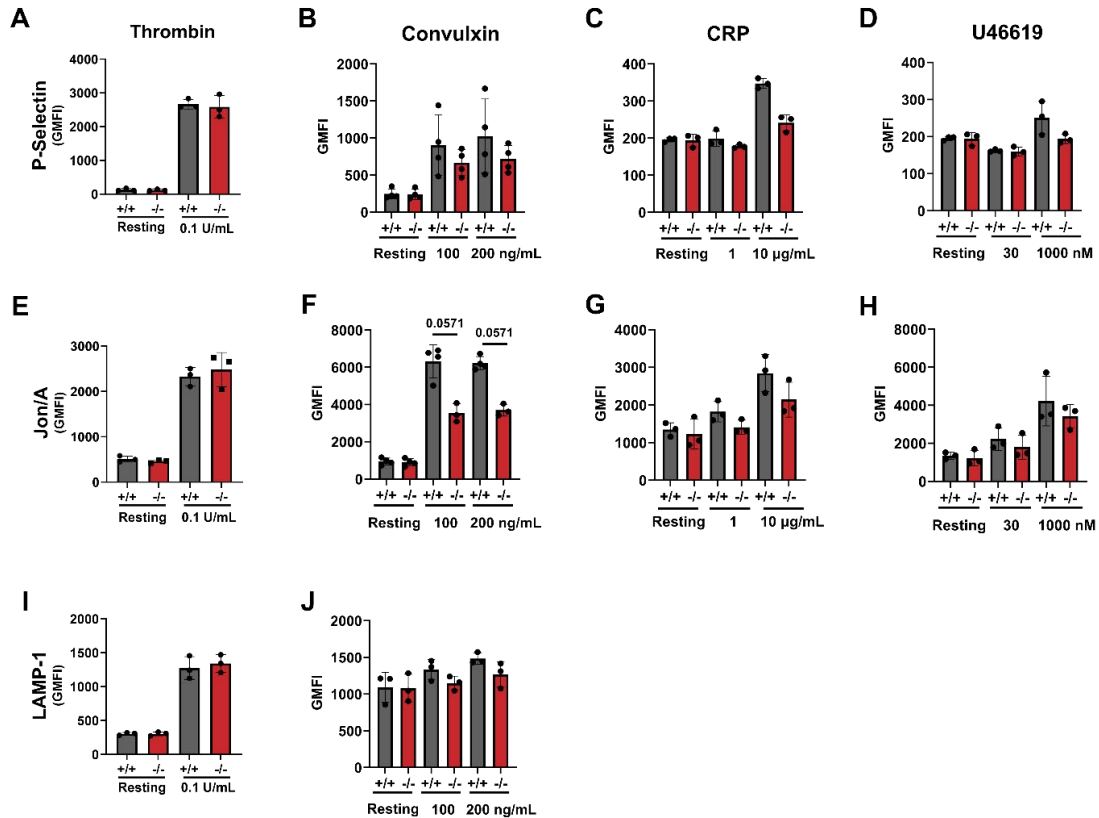 A
Thrombin
P-Selectin
(GMFI)
3000
2000
1000
0
+/+ -/- +/+ -/-
Resting 0.1 U/mL
B
Convulxin
GMFI
2000
1500
1000
500
0
+/+ -/- +/+ -/- +/+ -/-
Resting 100 200 ng/mL
C
CRP
GMFI
400
300
200
100
0
+/+ -/- +/+ -/- +/+ -/-
Resting 1 10 µg/mL
D
U46619
GMFI
400
300
200
100
0
+/+ -/- +/+ -/- +/+ -/-
Resting 30 1000 nM
E
Jon/A
(GMFI)
3000
2000
1000
0
+/+ -/- +/+ -/-
Resting 0.1 U/mL
F
GMFI
8000
6000
4000
2000
0
0.0571
0.0571
+/+ -/- +/+ -/- +/+ -/-
Resting 100 200 ng/mL
G
GMFI
4000
3000
2000
1000
0
+/+ -/- +/+ -/- +/+ -/-
Resting 1 10 µg/mL
H
GMFI
8000
6000
4000
2000
0
+/+ -/- +/+ -/- +/+ -/-
Resting 30 1000 nM
I
LAMP-1
(GMFI)
2000
1500
1000
500
0
+/+ -/- +/+ -/-
Resting 0.1 U/mL
J
GMFI
2000
1500
1000
500
0
+/+ -/- +/+ -/- +/+ -/-
Resting 100 200 ng/mL